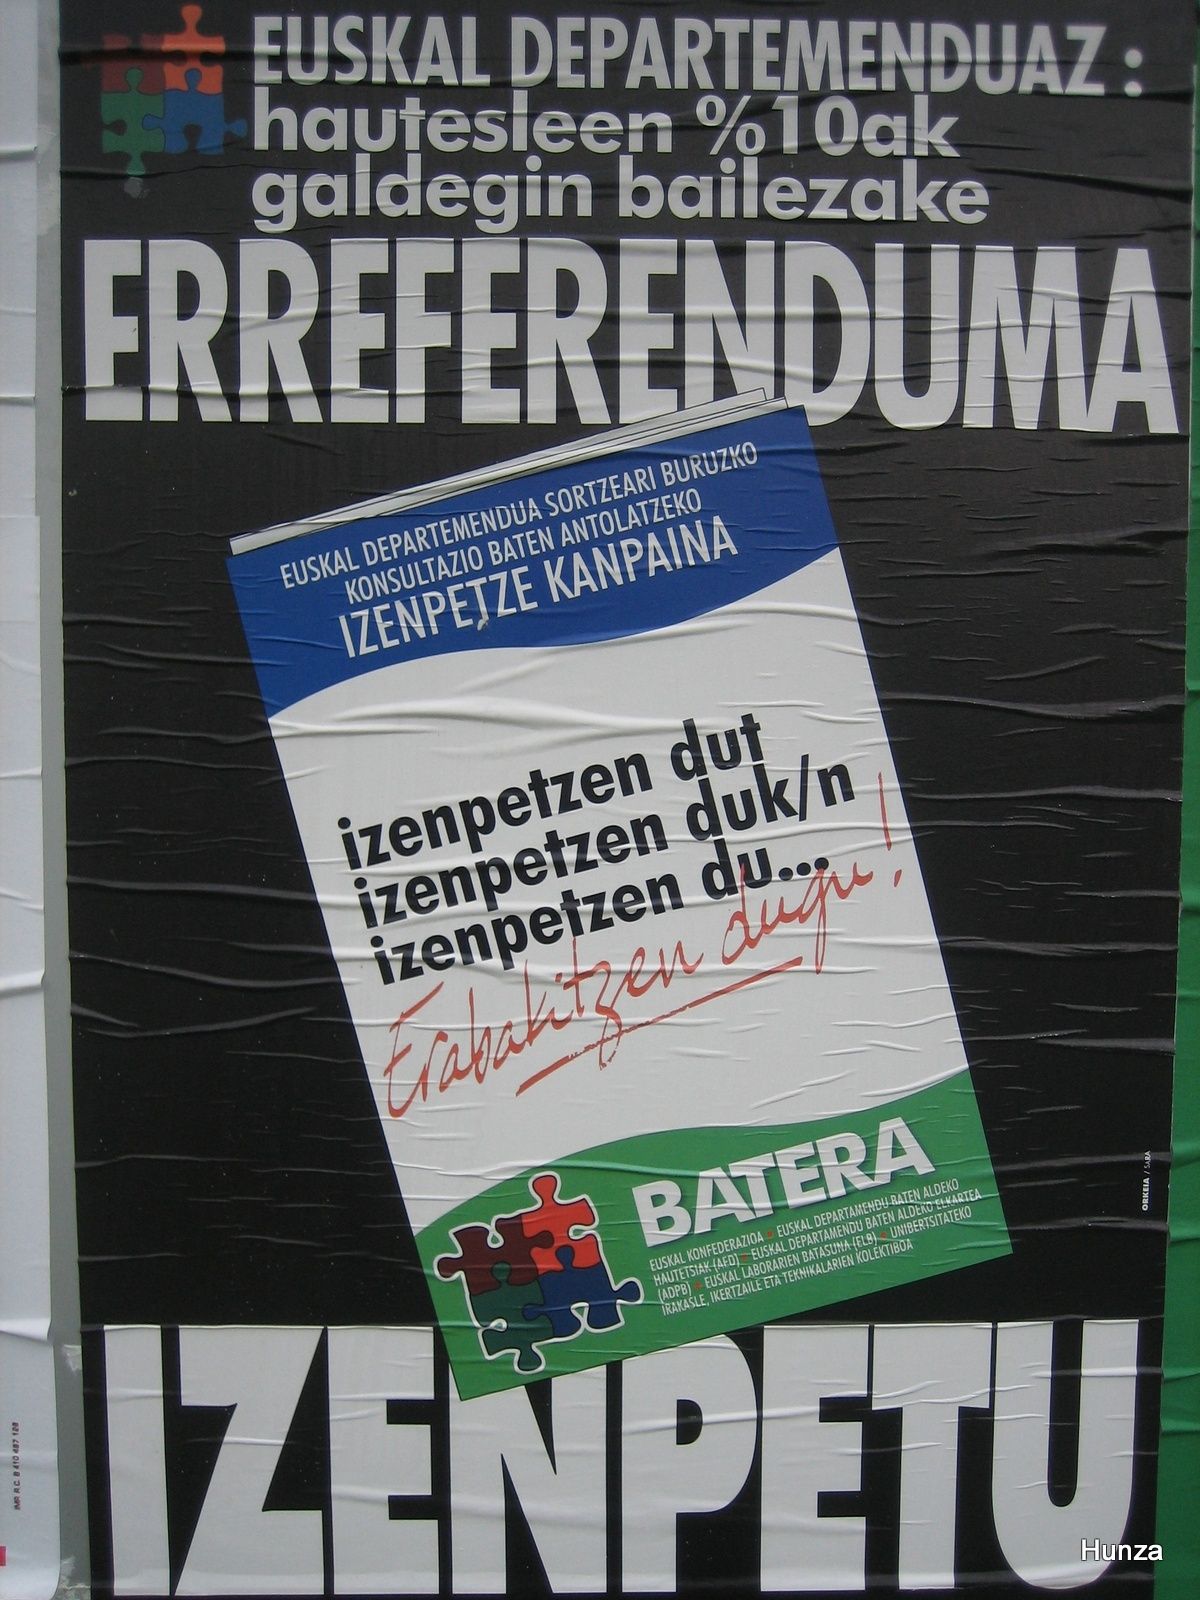 EUSKAL DEPARTEMENDUAZ :
hautesleen %10ak
galdegin bailezake
ERREFERENDUMA
EUSKAL DEPARTEMENDUA SORTZEARI BURUZKO
KONSULTAZIO BATEN ANTOLATZEKO
IZENPETZE KANPAINA
izenpetzen dut
izenpetzen duk/n
izenpetzen du...
Erabakitzen dugu!
BATERA
EUSKAL KONFEDERAZIOA • EUSKAL DEPARTAMENDU BATEN ALDEKO
HAUTETSIAK (AFD) • EUSKAL DEPARTAMENDU BATEN ALDEKO ELKARTEA
(ADPB) • EUSKAL LABORARIEN BATASUNA (ELB) • UNIBERTSITATEKO
IRAKASLE, IKERTZAILE ETA TEKNIKALARIEN KOLEKTIBOA
ORKEIA / SARA
IZENPETU
Hunza